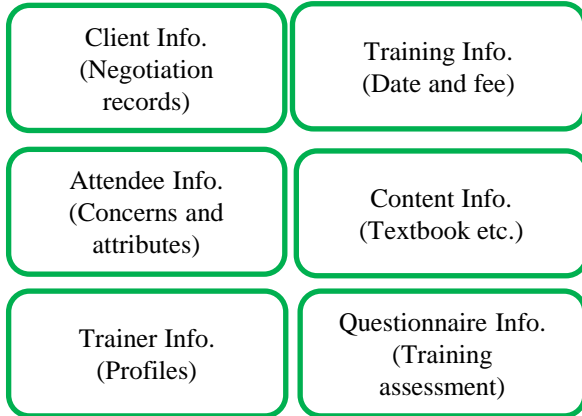 Client Info.
(Negotiation
records)
Training Info.
(Date and fee)
Attendee Info.
(Concerns and
attributes)
Content Info.
(Textbook etc.)
Trainer Info.
(Profiles)
Questionnaire Info.
(Training
assessment)